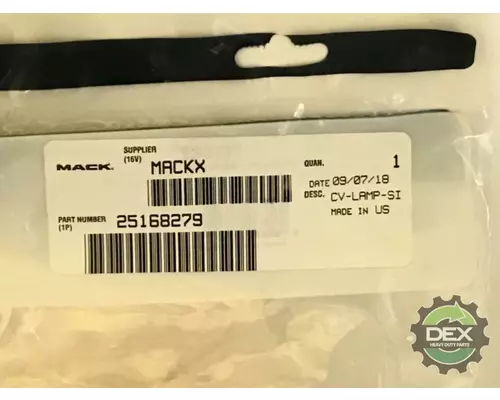 MACK.
SUPPLIER
(16V)
MACKX
QUAN. 1
DATE 09/07/18
DESC. CV-LAMP-SI
MADE IN US
PART NUMBER
(1P)
25168279
DEX
HEAVY DUTY PARTS